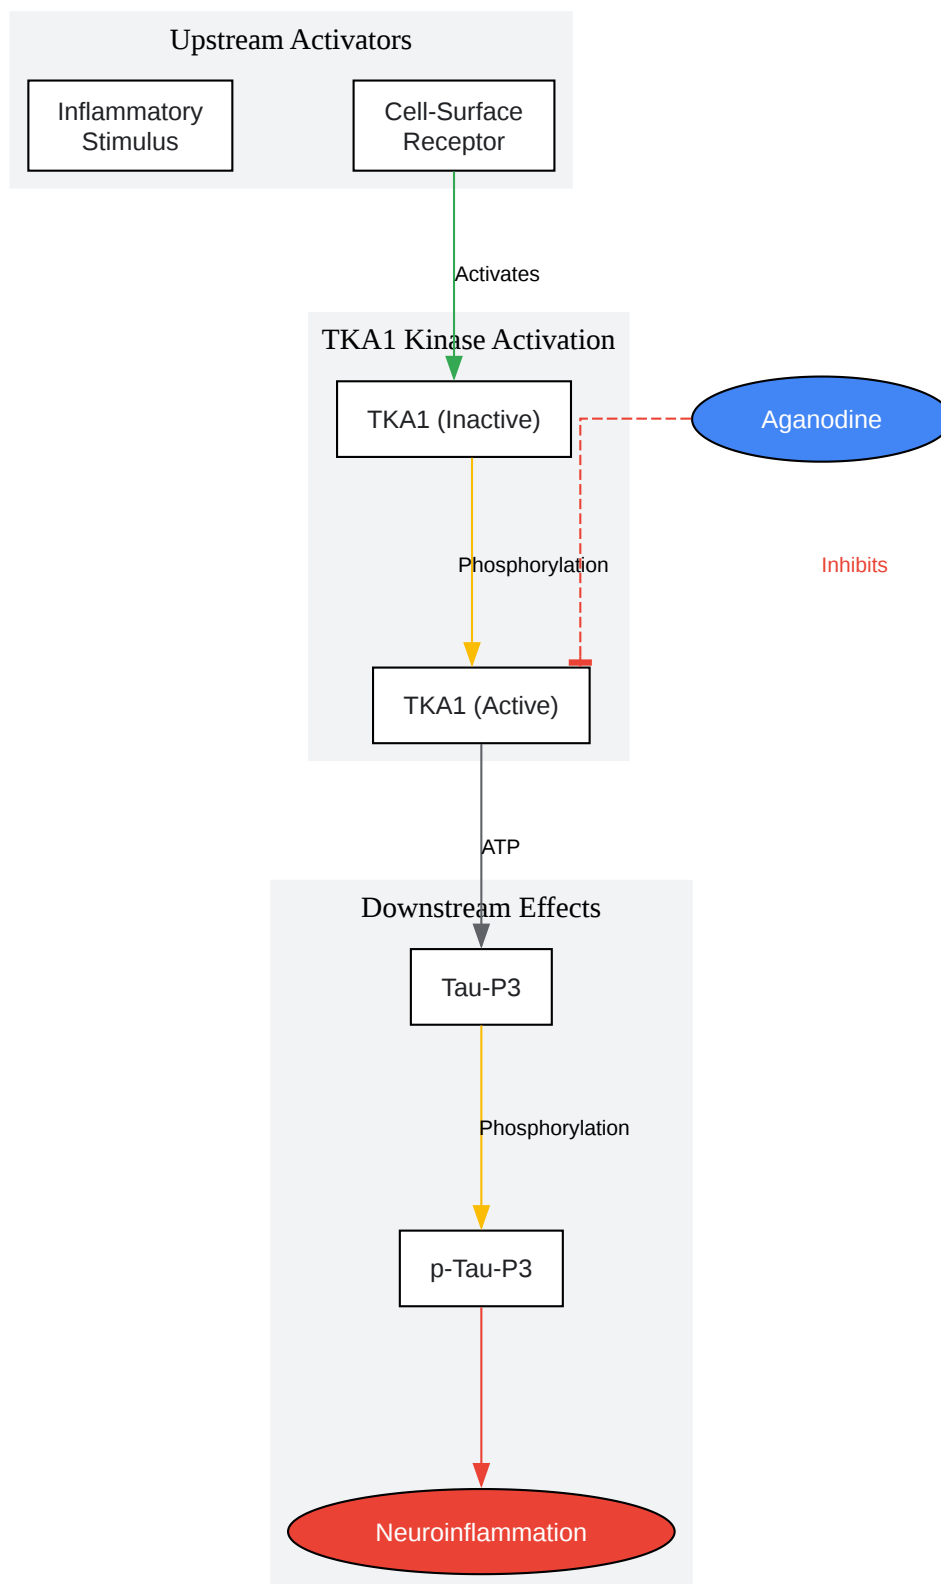 Upstream Activators
Inflammatory
Stimulus
Cell-Surface
Receptor
Activates
TKA1 Kinase Activation
TKA1 (Inactive)
Aganodine
Phosphorylation
Inhibits
TKA1 (Active)
ATP
Downstream Effects
Tau-P3
Phosphorylation
p-Tau-P3
Neuroinflammation